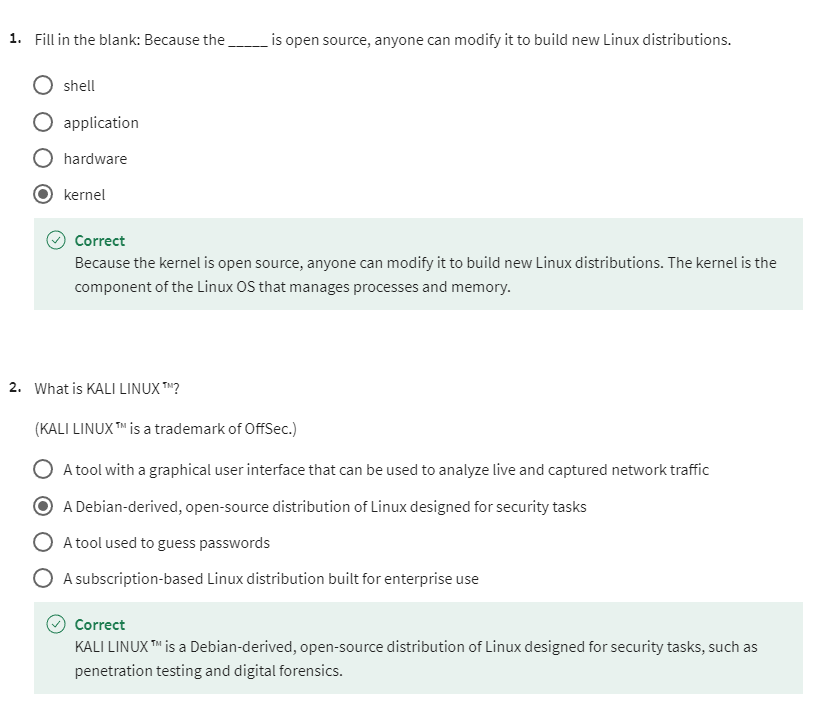 1. Fill in the blank: Because the _____ is open source, anyone can modify it to build new Linux distributions.
shell
application
hardware
kernel
Correct
Because the kernel is open source, anyone can modify it to build new Linux distributions. The kernel is the
component of the Linux OS that manages processes and memory.
2. What is KALI LINUX™?
(KALI LINUX™ is a trademark of OffSec.)
A tool with a graphical user interface that can be used to analyze live and captured network traffic
A Debian-derived, open-source distribution of Linux designed for security tasks
A tool used to guess passwords
A subscription-based Linux distribution built for enterprise use
Correct
KALI LINUX™ is a Debian-derived, open-source distribution of Linux designed for security tasks, such as
penetration testing and digital forensics.